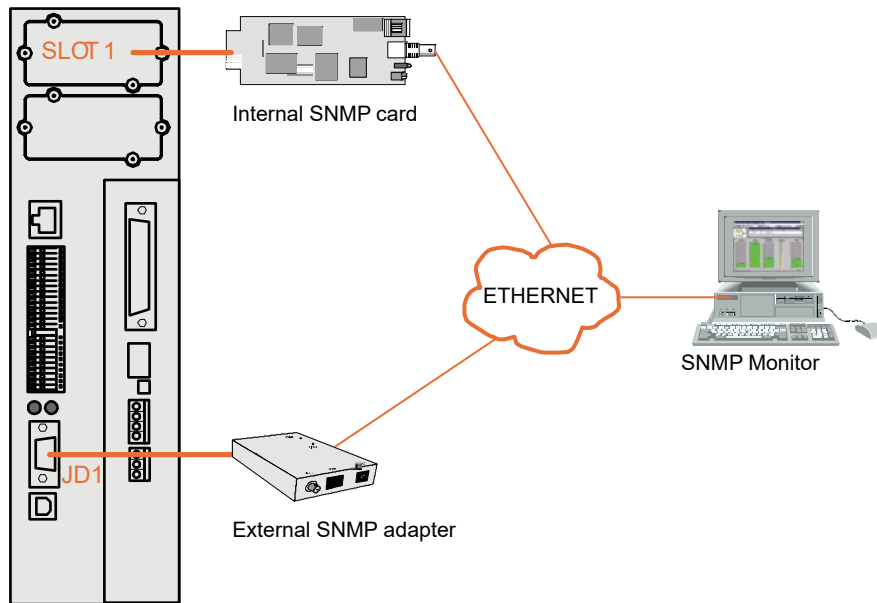 SLOT 1
Internal SNMP card
ETHERNET
SNMP Monitor
JD1
External SNMP adapter